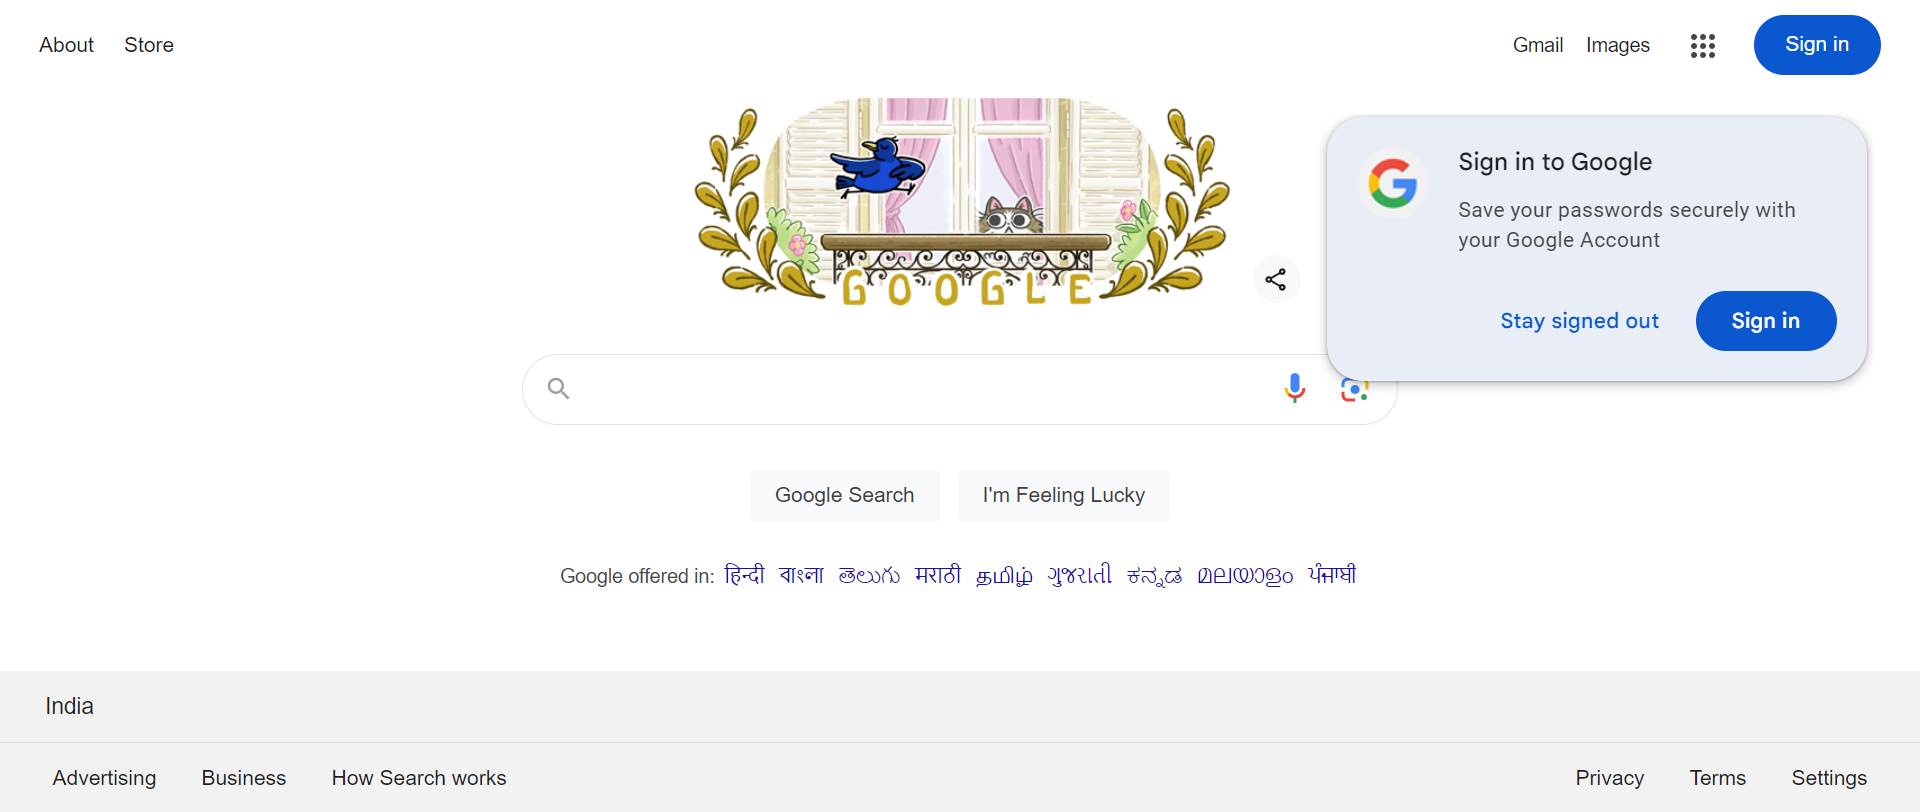 About Store
Gmail Images
Sign in
GOOGLE
Sign in to Google
Save your passwords securely with
your Google Account
Stay signed out
Sign in
Google Search
I'm Feeling Lucky
Google offered in: हिन्दी বাংলা తెలుగు मराठी தமிழ் ગુજરાતી ಕನ್ನಡ മലയാളം ਪੰਜਾਬੀ
India
Advertising Business How Search works
Privacy Terms Settings